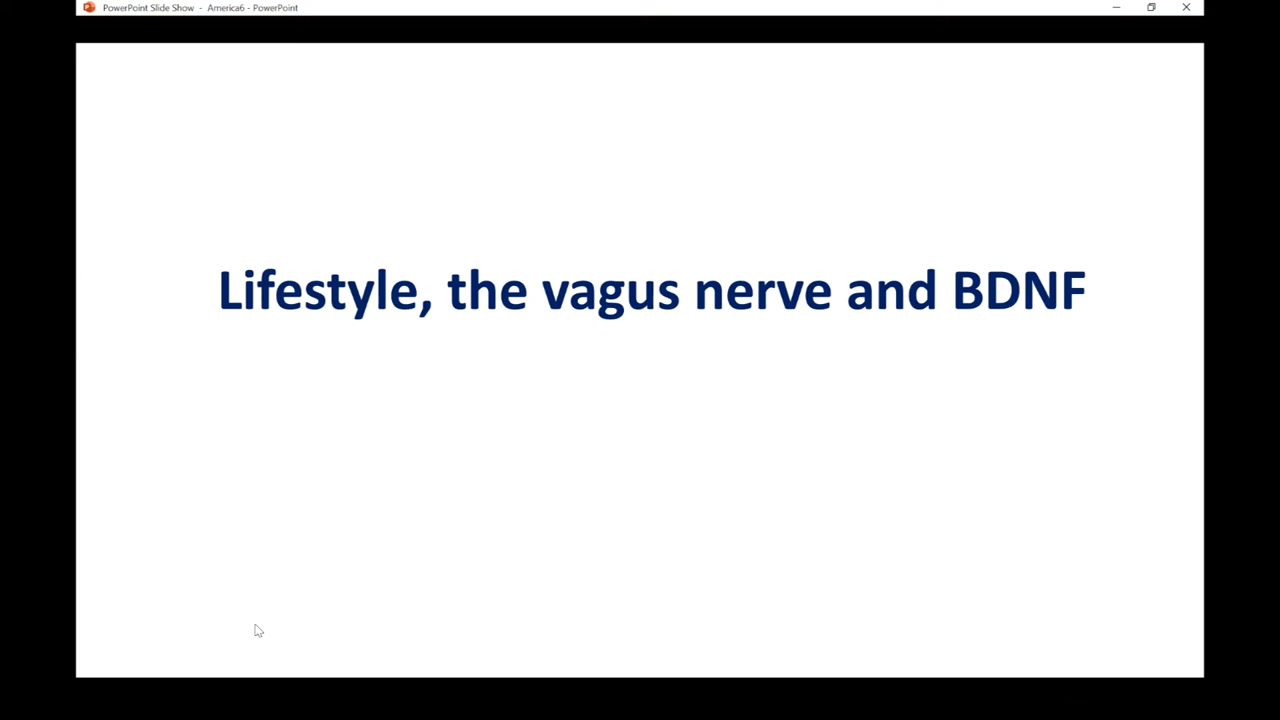 PowerPoint Slide Show - America6 - PowerPoint
Lifestyle, the vagus nerve and BDNF